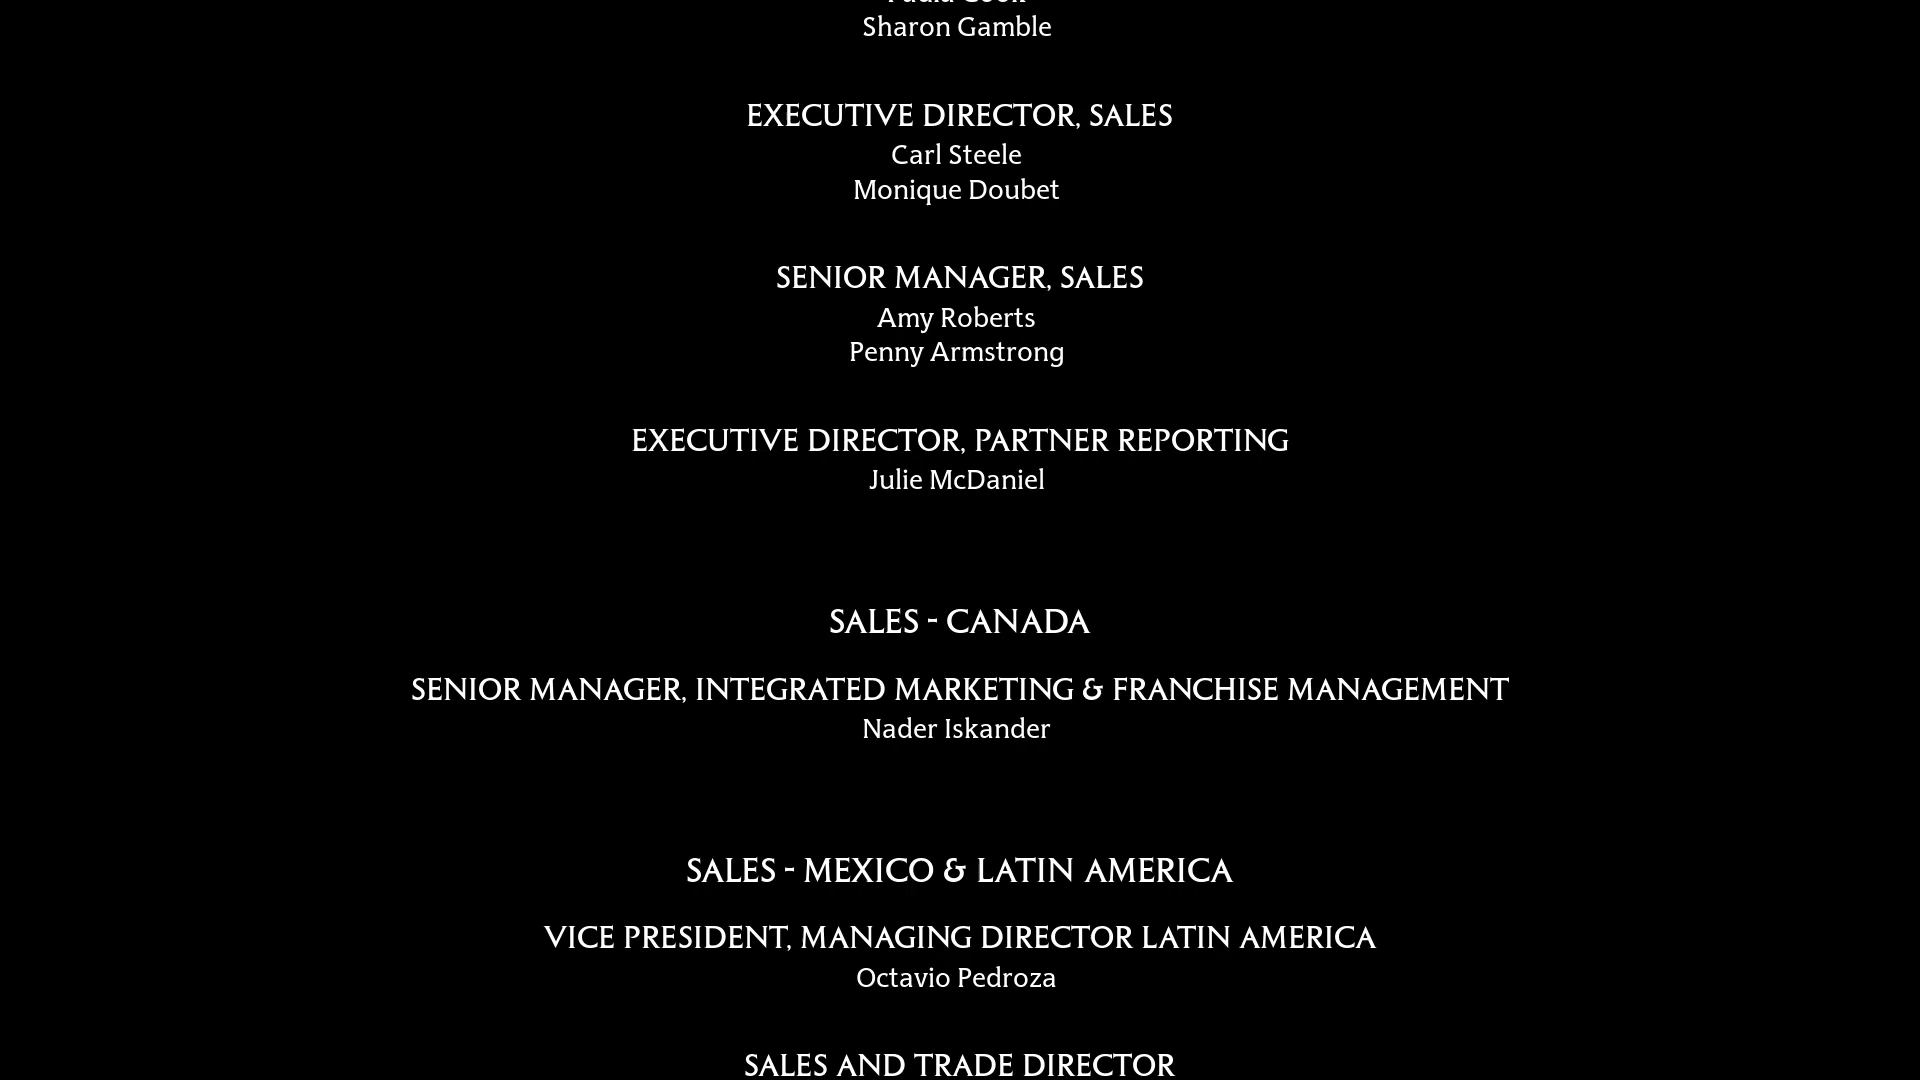 Sharon Gamble
EXECUTIVE DIRECTOR, SALES
Carl Steele
Monique Doubet
SENIOR MANAGER, SALES
Amy Roberts
Penny Armstrong
EXECUTIVE DIRECTOR, PARTNER REPORTING
Julie McDaniel
SALES - CANADA
SENIOR MANAGER, INTEGRATED MARKETING & FRANCHISE MANAGEMENT
Nader Iskander
SALES - MEXICO & LATIN AMERICA
VICE PRESIDENT, MANAGING DIRECTOR LATIN AMERICA
Octavio Pedroza
SALES AND TRADE DIRECTOR